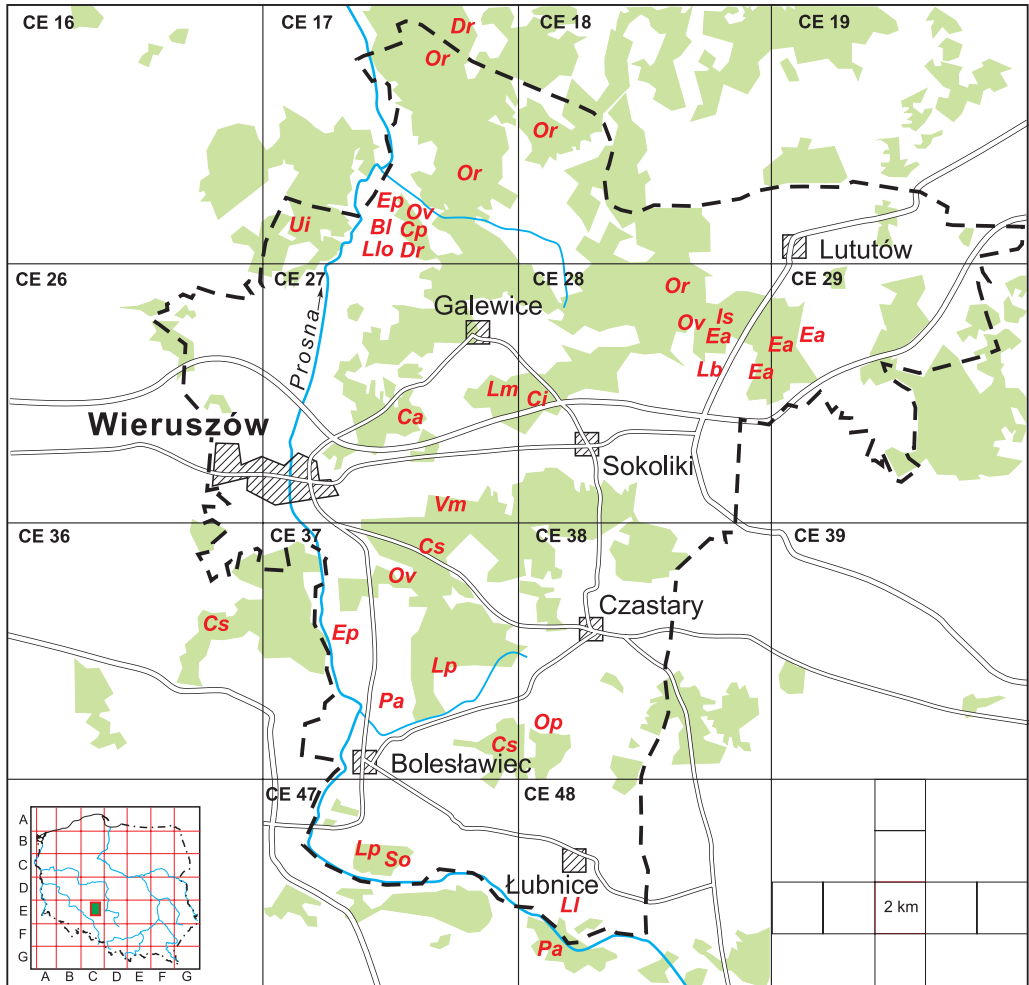 CE 16
CE 17
CE 18
CE 19
Dr
Or
Or
Or
Ep
Ov
Ui
Bl
Cp
Llo
Dr
Lututów
CE 26
CE 27
CE 28
CE 29
Prosna
Galewice
Or
Ov
Is
Ea
Ea
Ea
Lb
Ea
Lm
Ci
Ca
Wieruszów
Sokoliki
Vm
CE 36
CE 37
CE 38
CE 39
Cs
Ov
Czastary
Cs
Ep
Lp
Pa
Op
Cs
Bolesławiec
CE 47
CE 48
Lp
So
Łubnice
Ll
Pa
A
B
C
D
E
F
G
A B C D E F G
2 km